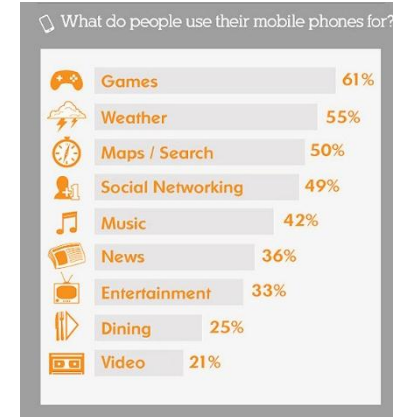 What do people use their mobile phones for?
Games 61%
Weather 55%
Maps / Search 50%
+1 Social Networking 49%
Music 42%
News 36%
Entertainment 33%
Dining 25%
Video 21%